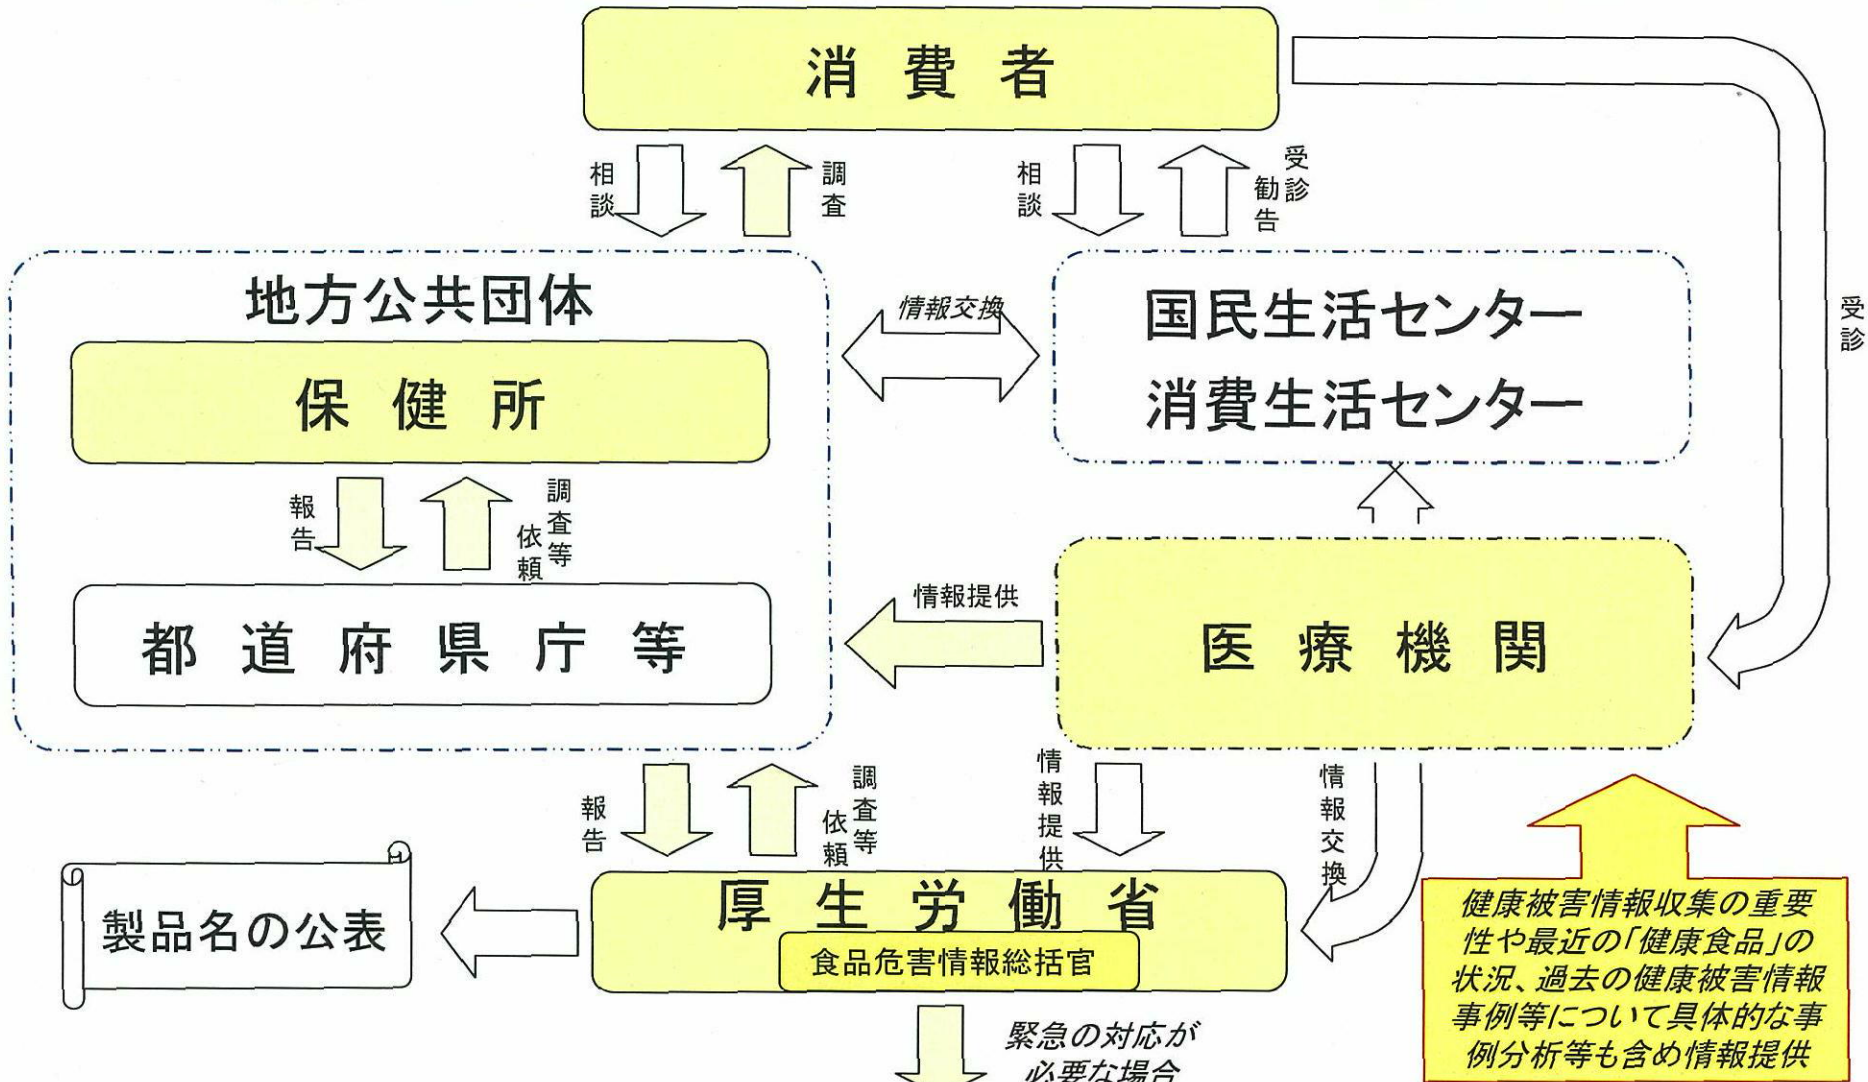 消費者
相談
調査
相談
受診
勧告
受診
地方公共団体
保健所
報告
調査等
依頼
都道府県庁等
情報交換
国民生活センター
消費生活センター
情報提供
医療機関
報告
調査等
依頼
情報提供
情報交換
製品名の公表
厚生労働省
食品危害情報総括官
緊急の対応が
必要な場合
健康被害情報収集の重要
性や最近の「健康食品」の
状況、過去の健康被害情報
事例等について具体的な事
例分析等も含め情報提供